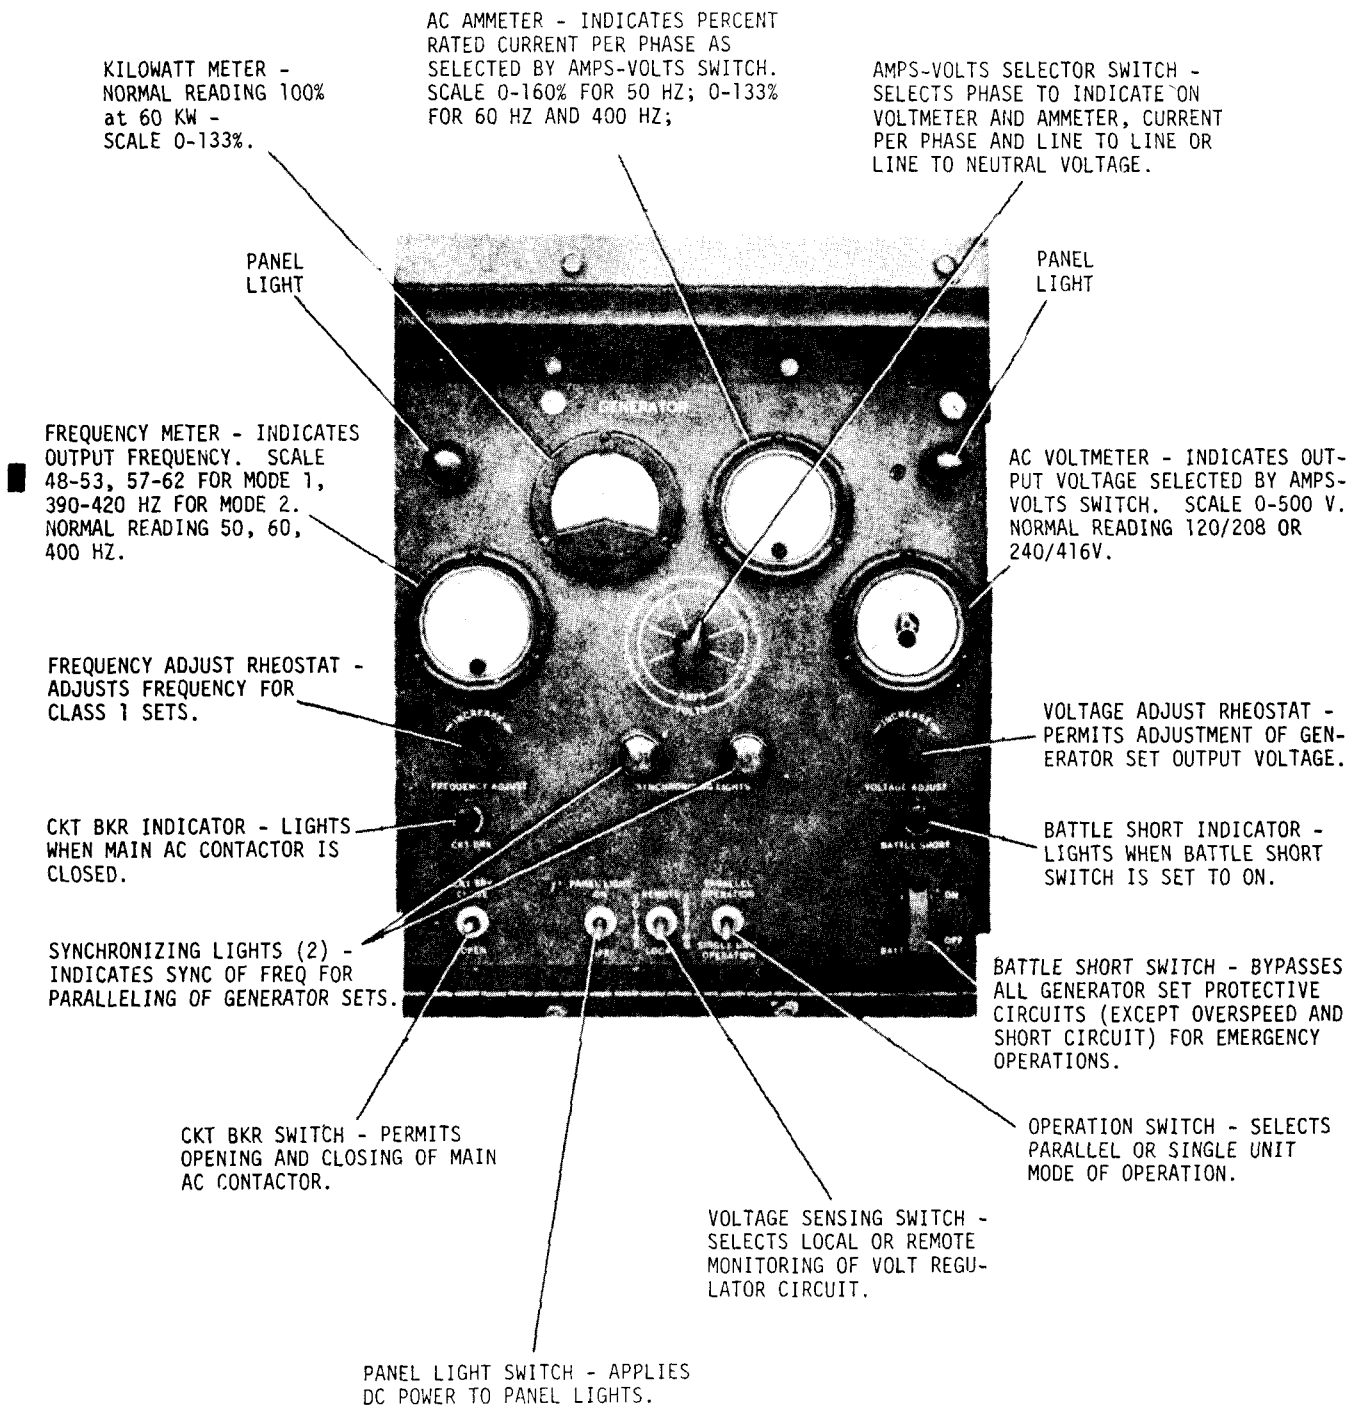 AC AMMETER - INDICATES PERCENT
RATED CURRENT PER PHASE AS
SELECTED BY AMPS-VOLTS SWITCH.
SCALE 0-160% FOR 50 HZ; 0-133%
FOR 60 HZ AND 400 HZ;
KILOWATT METER -
NORMAL READING 100%
at 60 KW -
SCALE 0-133%.
AMPS-VOLTS SELECTOR SWITCH -
SELECTS PHASE TO INDICATE ON
VOLTMETER AND AMMETER, CURRENT
PER PHASE AND LINE TO LINE OR
LINE TO NEUTRAL VOLTAGE.
PANEL
LIGHT
PANEL
LIGHT
GENERATOR
FREQUENCY METER - INDICATES
OUTPUT FREQUENCY. SCALE
48-53, 57-62 FOR MODE 1,
390-420 HZ FOR MODE 2.
NORMAL READING 50, 60,
400 HZ.
AC VOLTMETER - INDICATES OUT-
PUT VOLTAGE SELECTED BY AMPS-
VOLTS SWITCH. SCALE 0-500 V.
NORMAL READING 120/208 OR
240/416V.
FREQUENCY ADJUST RHEOSTAT -
ADJUSTS FREQUENCY FOR
CLASS 1 SETS.
INCREASE
INCREASE
VOLTAGE ADJUST RHEOSTAT -
PERMITS ADJUSTMENT OF GEN-
ERATOR SET OUTPUT VOLTAGE.
FREQUENCY ADJUST
SYNCHRONIZING LIGHTS
VOLTAGE ADJUST
CKT BKR INDICATOR - LIGHTS
WHEN MAIN AC CONTACTOR IS
CLOSED.
CKT BKR
BATTLE SHORT
BATTLE SHORT INDICATOR -
LIGHTS WHEN BATTLE SHORT
SWITCH IS SET TO ON.
PANEL LIGHT
ON
PARALLEL
OPERATION
ON
SYNCHRONIZING LIGHTS (2) -
INDICATES SYNC OF FREQ FOR
PARALLELING OF GENERATOR SETS.
OPEN
SINGLE UNIT
OPERATION
OFF
BATTLE SHORT SWITCH - BYPASSES
ALL GENERATOR SET PROTECTIVE
CIRCUITS (EXCEPT OVERSPEED AND
SHORT CIRCUIT) FOR EMERGENCY
OPERATIONS.
CKT BKR SWITCH - PERMITS
OPENING AND CLOSING OF MAIN
AC CONTACTOR.
OPERATION SWITCH - SELECTS
PARALLEL OR SINGLE UNIT
MODE OF OPERATION.
VOLTAGE SENSING SWITCH -
SELECTS LOCAL OR REMOTE
MONITORING OF VOLT REGU-
LATOR CIRCUIT.
PANEL LIGHT SWITCH - APPLIES
DC POWER TO PANEL LIGHTS.